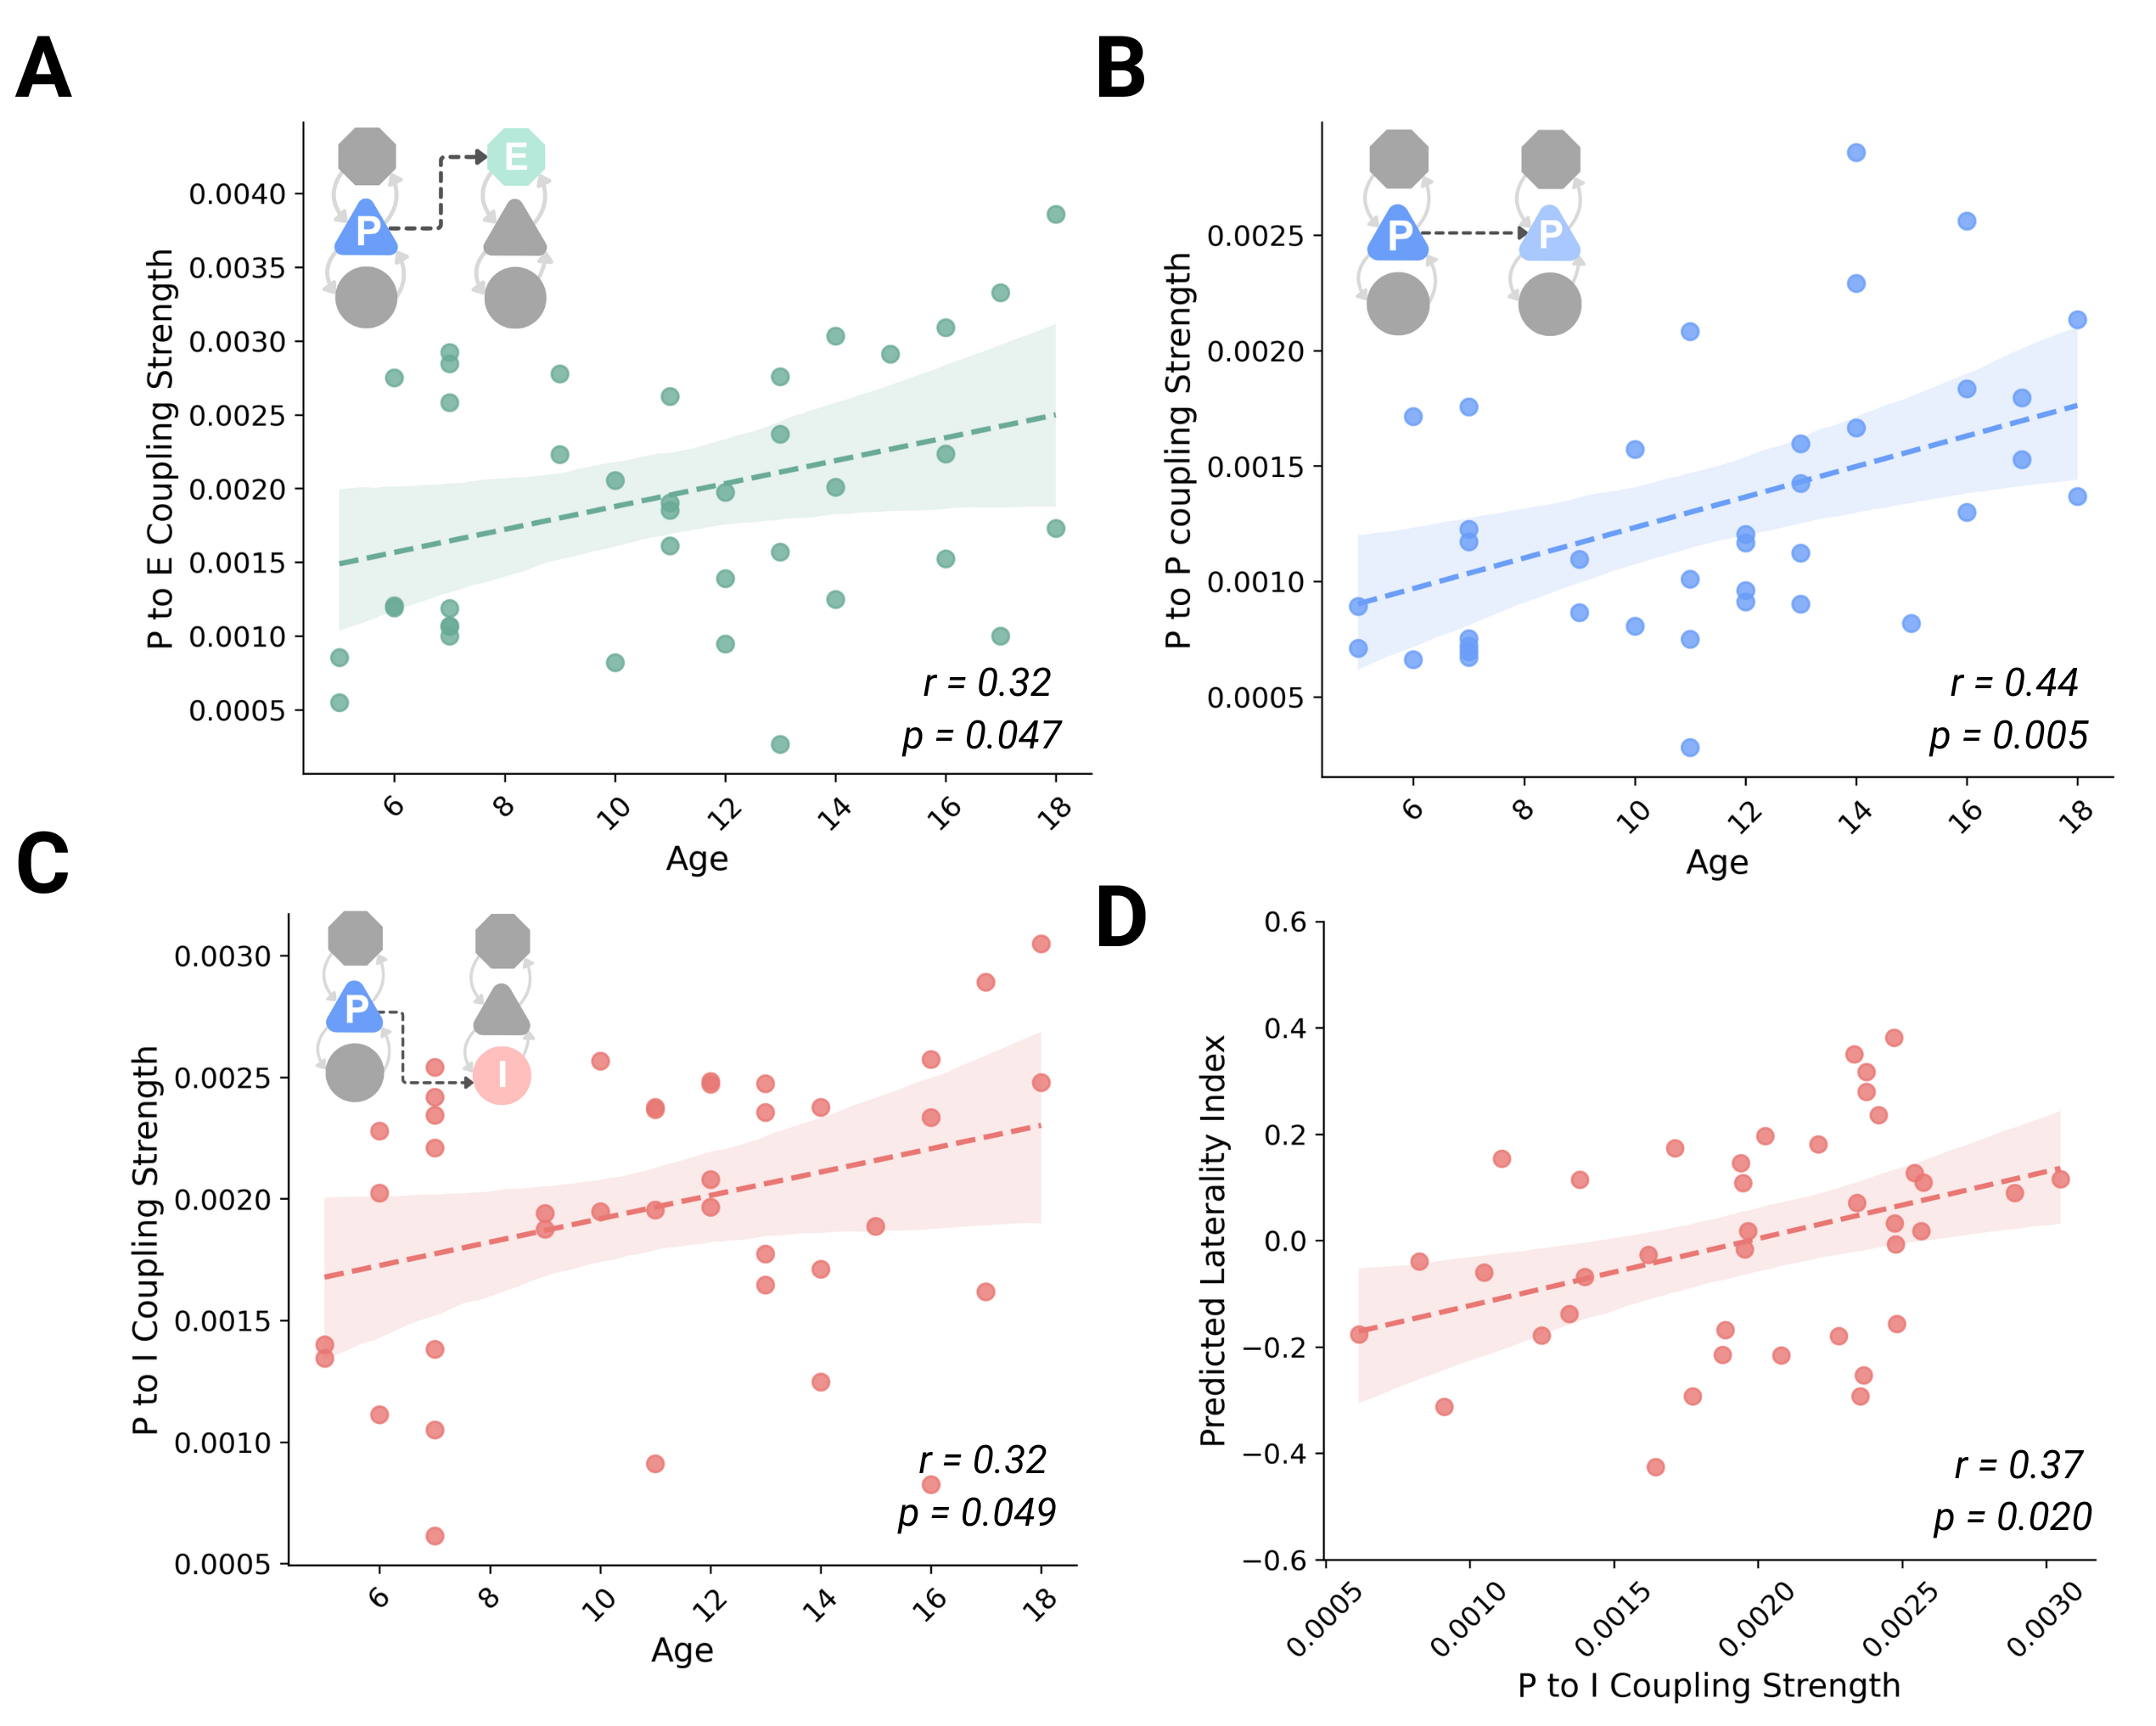 A
E
P
P to E Coupling Strength
0.0040
0.0035
0.0030
0.0025
0.0020
0.0015
0.0010
0.0005
r = 0.32
p = 0.047
6 8 10 12 14 16 18
Age
B
P P
P to P coupling Strength
0.0025
0.0020
0.0015
0.0010
0.0005
r = 0.44
p = 0.005
6 8 10 12 14 16 18
Age
C
P
I
P to I Coupling Strength
0.0030
0.0025
0.0020
0.0015
0.0010
0.0005
r = 0.32
p = 0.049
6 8 10 12 14 16 18
Age
D
Predicted Laterality Index
0.6
0.4
0.2
0.0
−0.2
−0.4
−0.6
r = 0.37
p = 0.020
0.0005 0.0010 0.0015 0.0020 0.0025 0.0030
P to I Coupling Strength